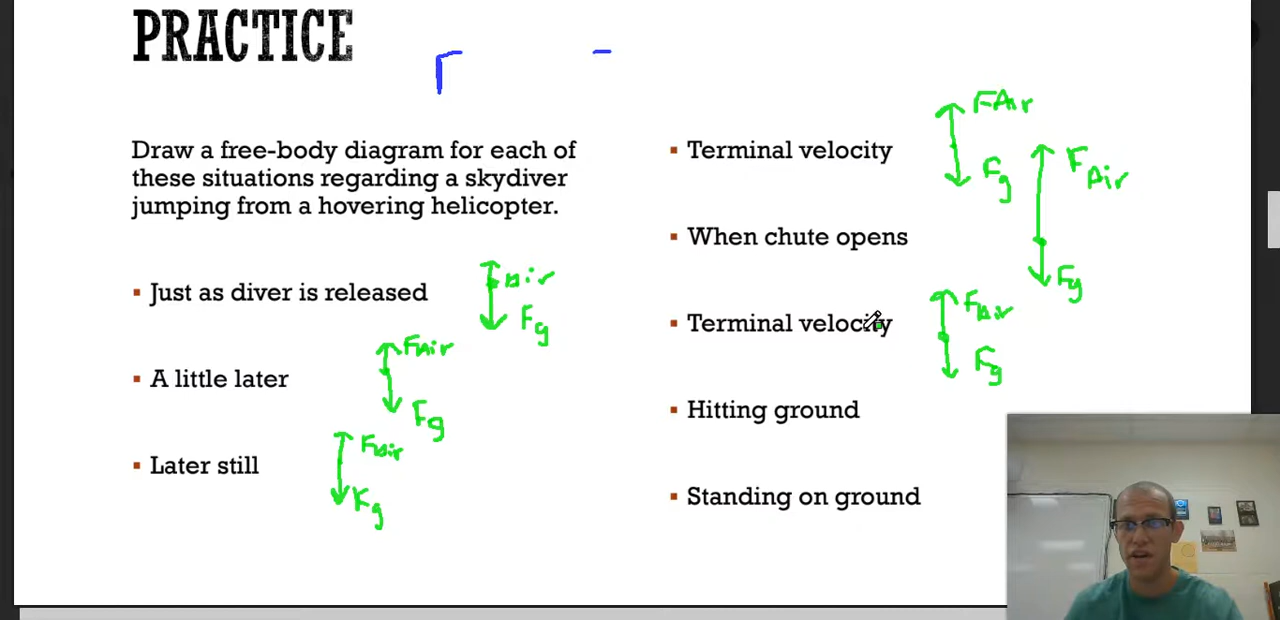 PRACTICE
Draw a free-body diagram for each of
these situations regarding a skydiver
jumping from a hovering helicopter.
▪ Just as diver is released
FAir
Fg
▪ A little later
FAir
Fg
▪ Later still
FAir
Fg
▪ Terminal velocity
FAir
Fg
▪ When chute opens
FAir
Fg
▪ Terminal velocity
FAir
Fg
▪ Hitting ground
▪ Standing on ground